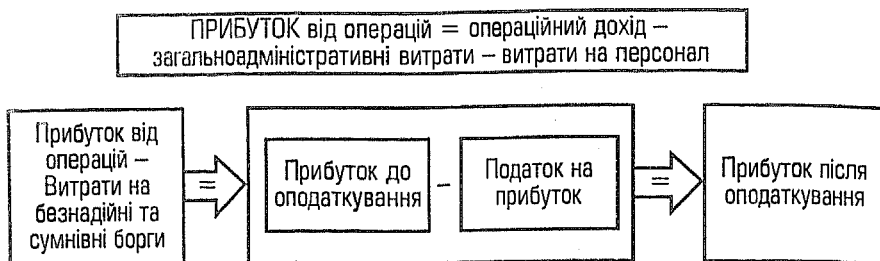 ПРИБУТОК від операцій = операційний дохід –
загальноадміністративні витрати – витрати на персонал
Прибуток від
операцій –
Витрати на
безнадійні та
сумнівні борги
=
Прибуток до
оподаткування
–
Податок на
прибуток
=
Прибуток після
оподаткування